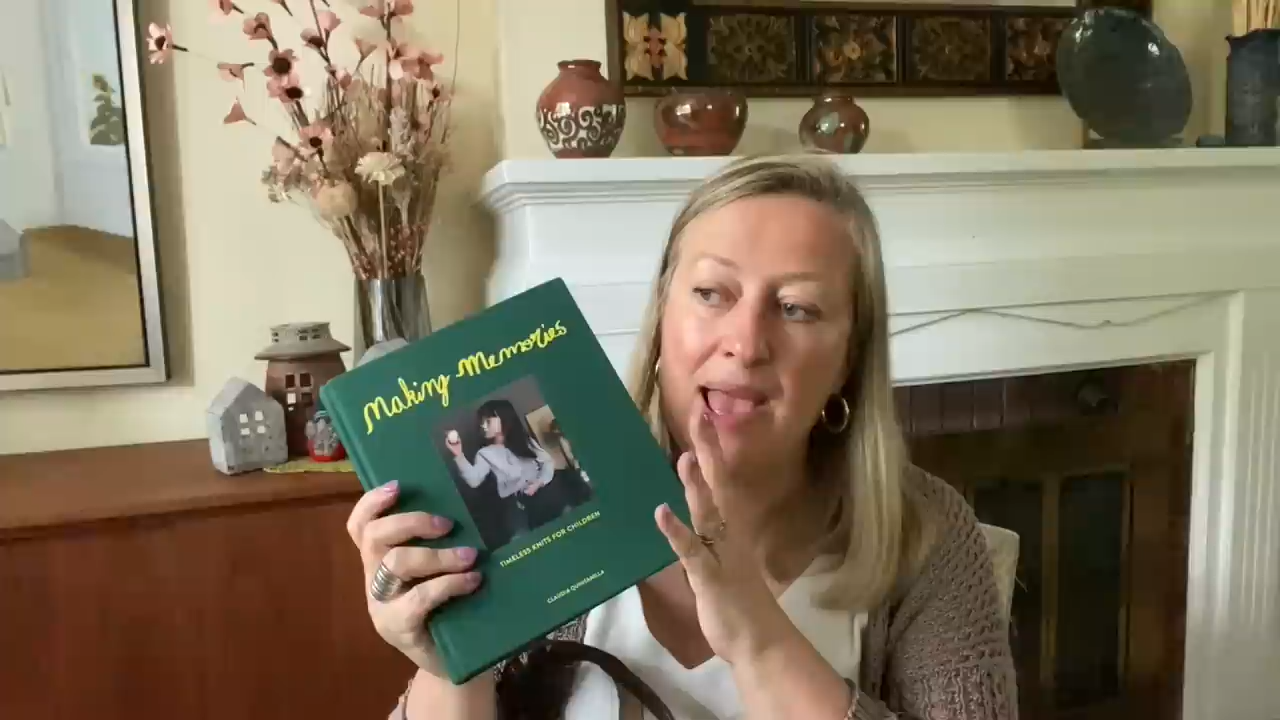 Making Memories
TIMELESS KNITS FOR CHILDREN
CLAUDIA QUINTANILLA